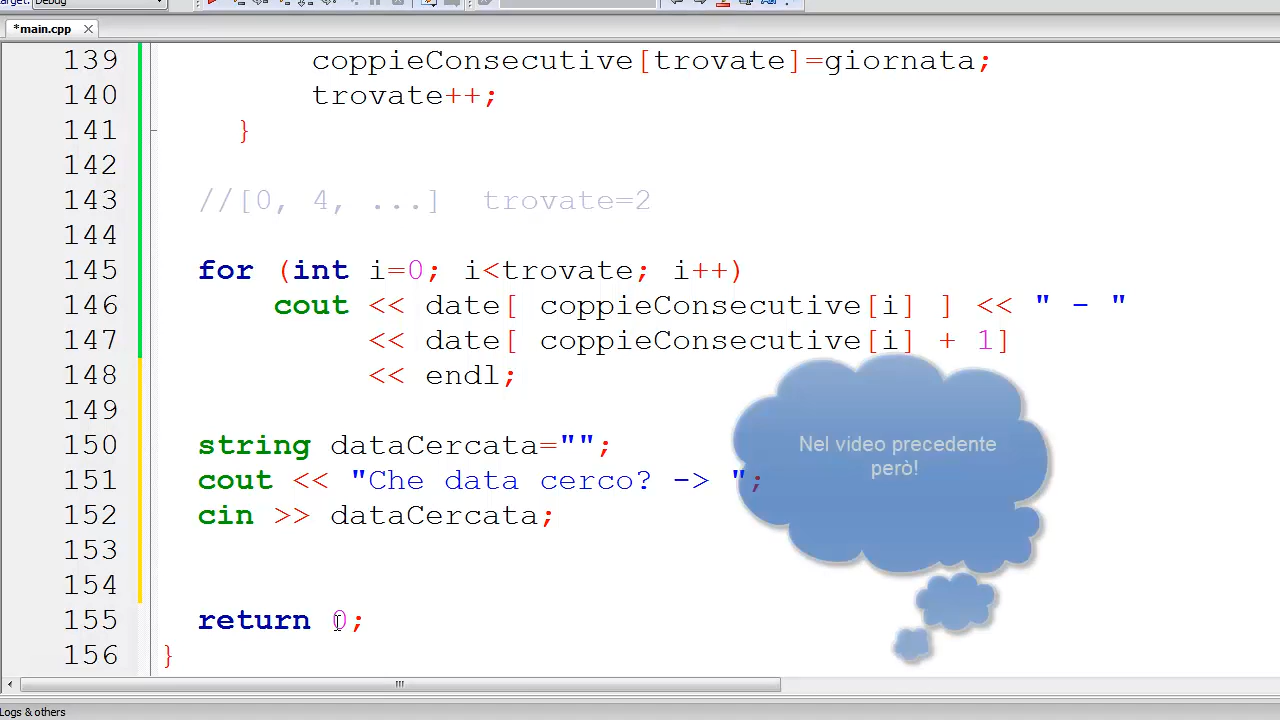 Debug
*main.cpp
139 coppieConsecutive[trovate]=giornata;
140 trovate++;
141 }
142
143 //[0, 4, ...] trovate=2
144
145 for (int i=0; i<trovate; i++)
146 cout << date[ coppieConsecutive[i] ] << " - "
147 << date[ coppieConsecutive[i] + 1]
148 << endl;
149
150 string dataCercata="";
151 cout << "Che data cerco? -> ";
152 cin >> dataCercata;
153
154
155 return 0;
156 }
Nel video precedente
però!
Logs & others